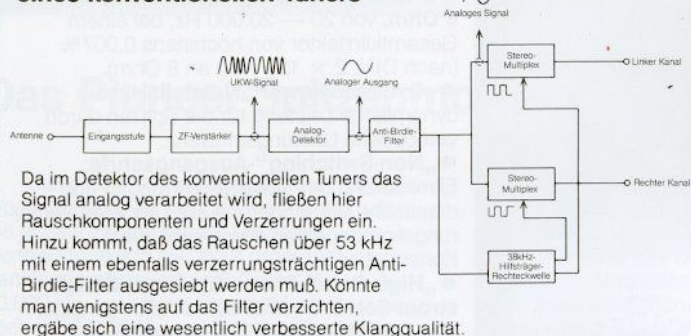 eines konventionellen Tuners
Analoges Signal
UKW-Signal
Analoger Ausgang
Stereo-
Multiplex
Linker Kanal
Antenne
Eingangsstufe
ZF-Verstärker
Analog-
Detektor
Anti-Birdie-
Filter
Stereo-
Multiplex
Rechter Kanal
38kHz-
Hilfsträger-
Rechteckwelle
Da im Detektor des konventionellen Tuners das
Signal analog verarbeitet wird, fließen hier
Rauschkomponenten und Verzerrungen ein.
Hinzu kommt, daß das Rauschen über 53 kHz
mit einem ebenfalls verzerrungsträchtigen Anti-
Birdie-Filter ausgesiebt werden muß. Könnte
man wenigstens auf das Filter verzichten,
ergäbe sich eine wesentlich verbesserte Klangqualität.